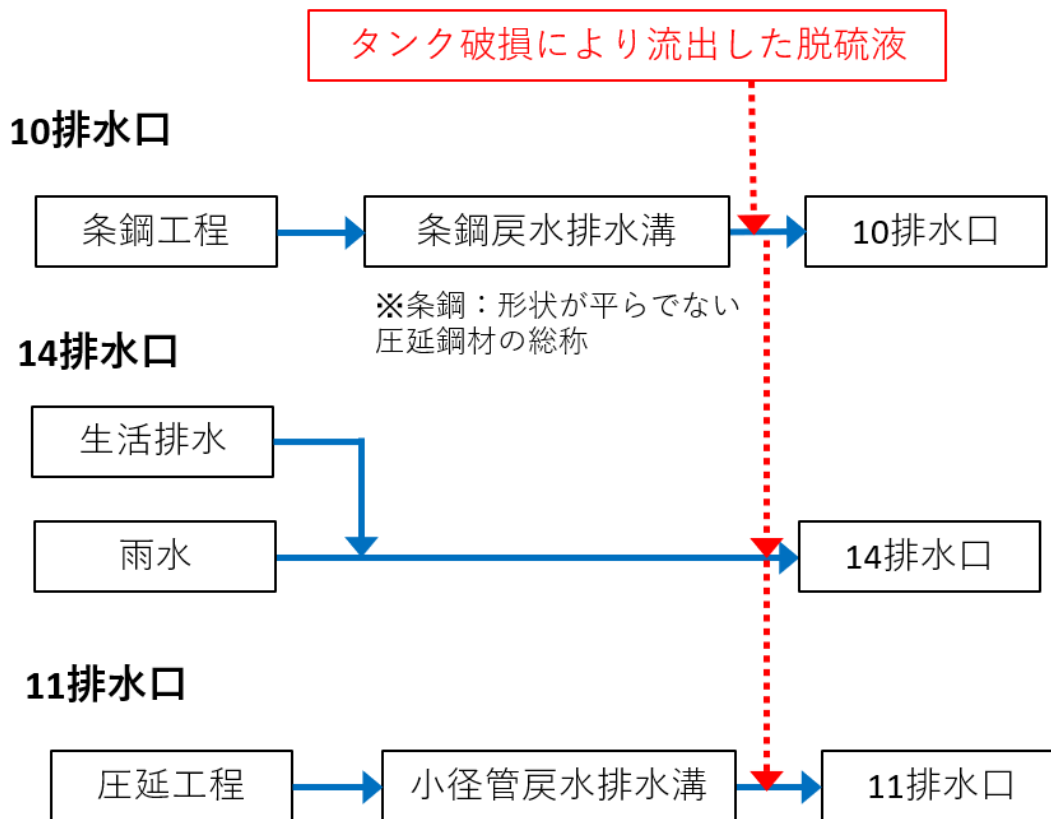 タンク破損により流出した脱硫液
10排水口
条鋼工程
条鋼戻水排水溝
10排水口
※条鋼：形状が平らでない
圧延鋼材の総称
14排水口
生活排水
雨水
14排水口
11排水口
圧延工程
小径管戻水排水溝
11排水口